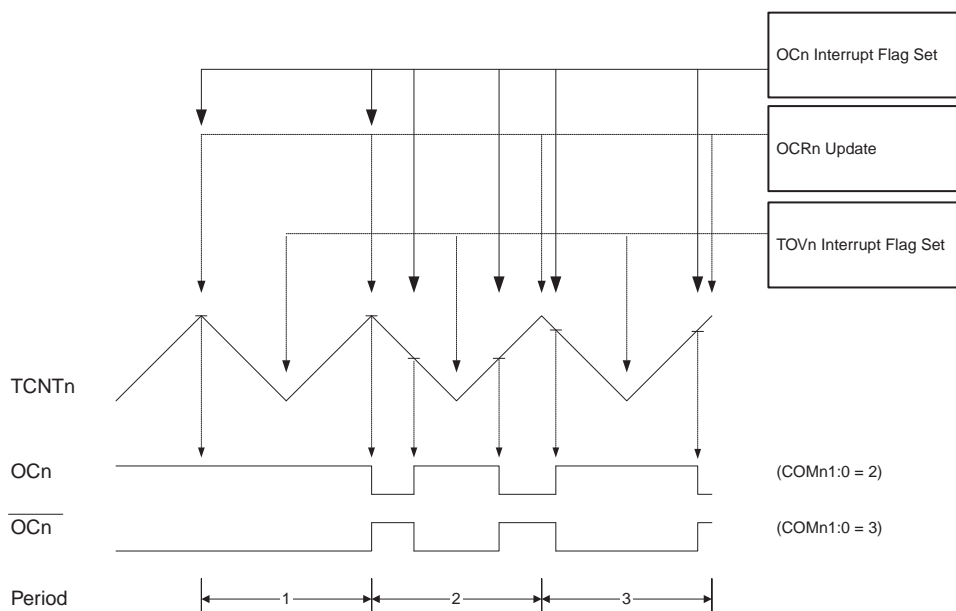 OCn Interrupt Flag Set
OCRn Update
TOVn Interrupt Flag Set
TCNTn
OCn (COMn1:0 = 2)
OCn (COMn1:0 = 3)
Period 1 2 3